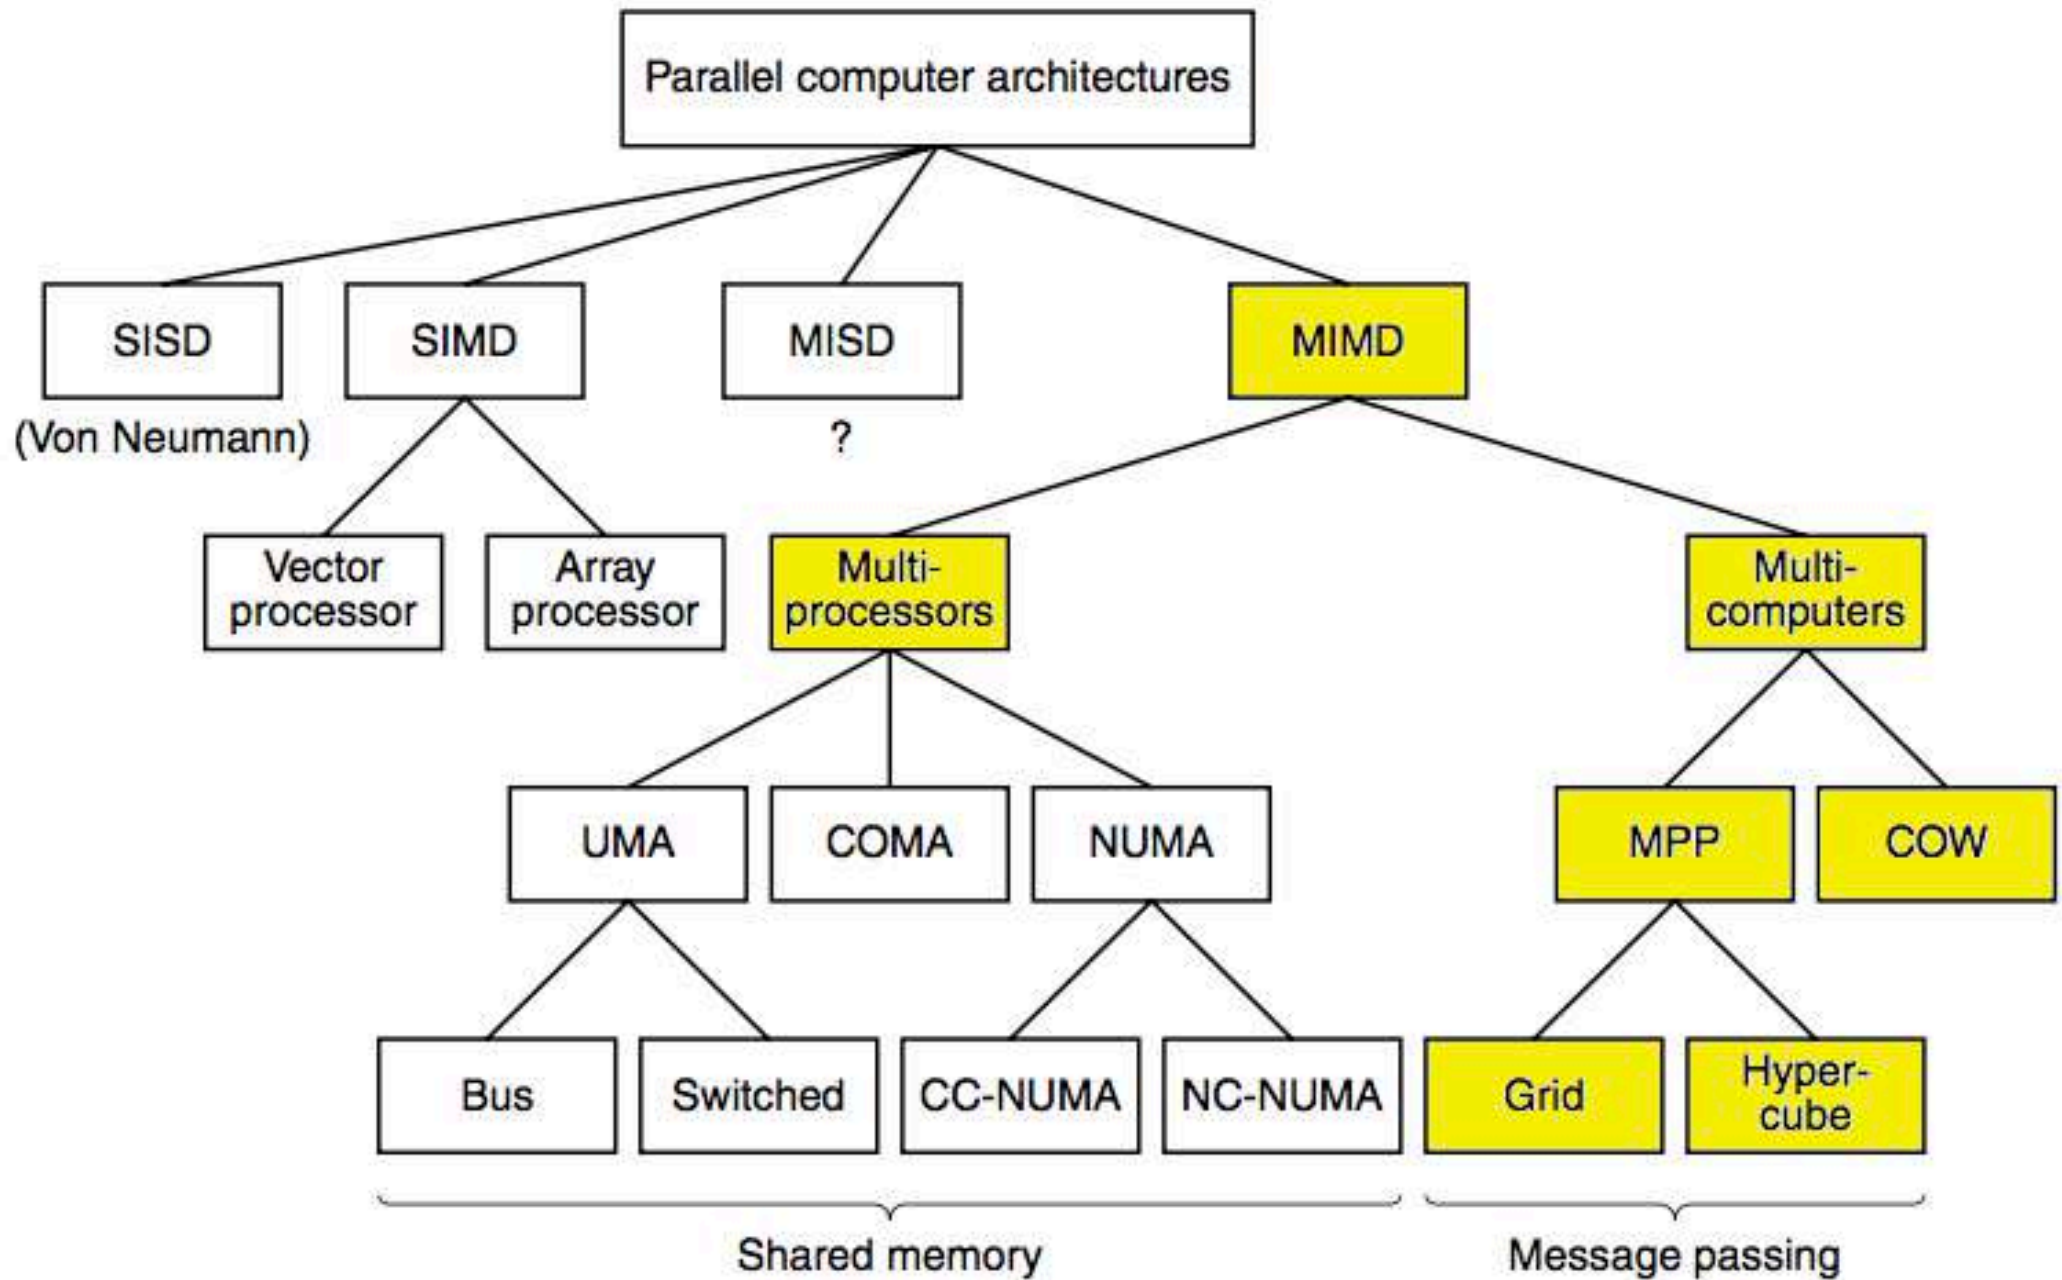 Parallel computer architectures
SISD
SIMD
MISD
MIMD
(Von Neumann)
?
Vector
processor
Array
processor
Multi-
processors
Multi-
computers
UMA
COMA
NUMA
MPP
COW
Bus
Switched
CC-NUMA
NC-NUMA
Grid
Hyper-
cube
Shared memory
Message passing